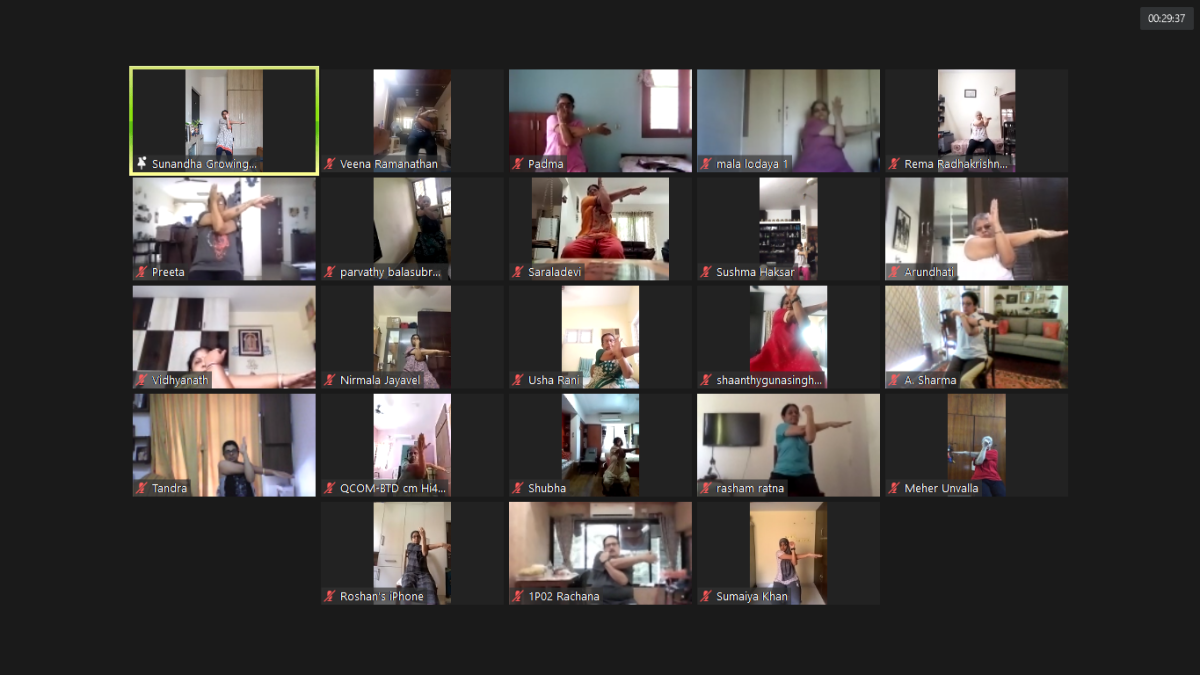 00:29:37
Sunandha Growing...
Veena Ramanathan
Padma
mala lodaya 1
Rema Radhakrishn...
Preeta
parvathy balasubr...
Saraladevi
Sushma Haksar
Arundhati
Vidhyanath
Nirmala Jayavel
Usha Rani
shaanthygunasingh...
A. Sharma
Tandra
QCOM-BTD cm Hi4...
Shubha
rasham ratna
Meher Unvalla
Roshan's iPhone
1P02 Rachana
Sumaiya Khan